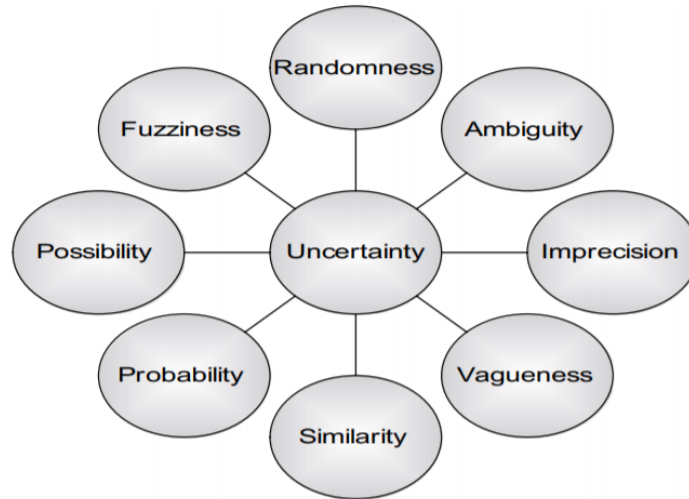 Randomness
Fuzziness
Ambiguity
Possibility
Uncertainty
Imprecision
Probability
Vagueness
Similarity